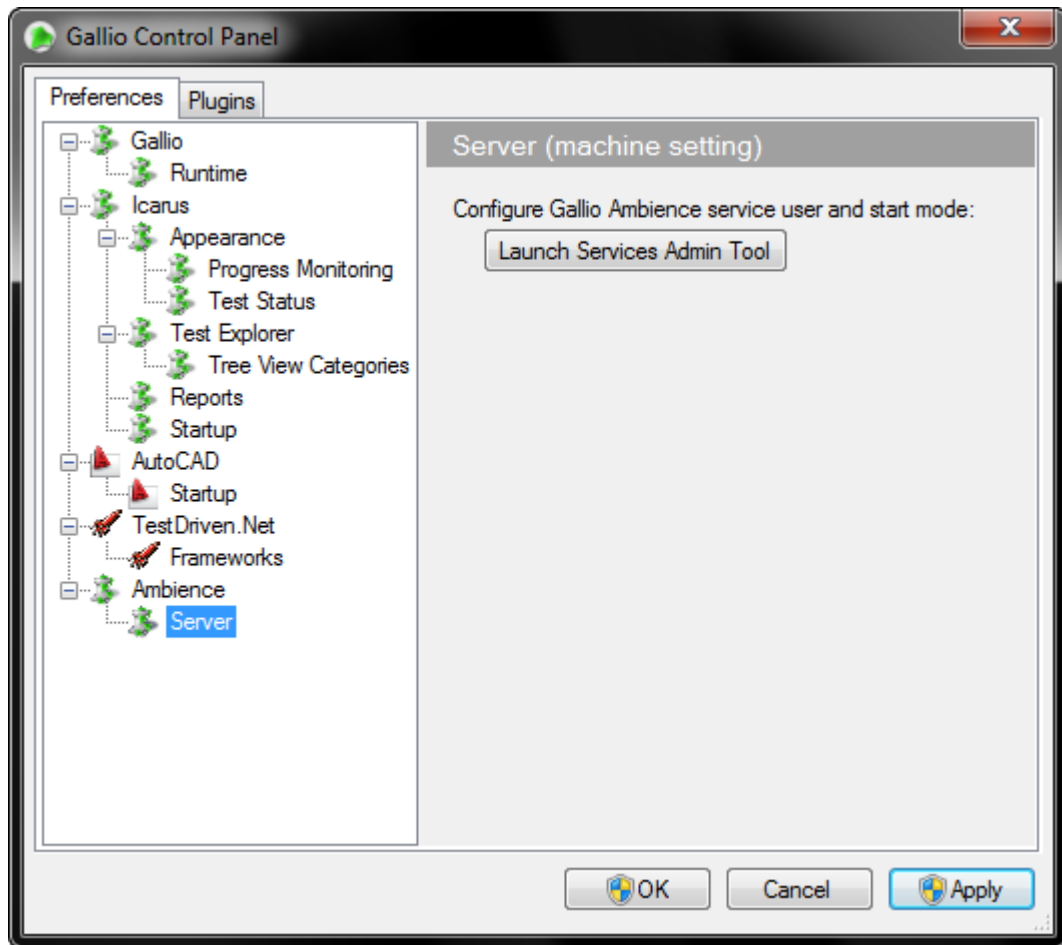 Gallio Control Panel
Preferences
Plugins
Gallio
Runtime
Icarus
Appearance
Progress Monitoring
Test Status
Test Explorer
Tree View Categories
Reports
Startup
AutoCAD
Startup
TestDriven.Net
Frameworks
Ambience
Server
Server (machine setting)
Configure Gallio Ambience service user and start mode:
Launch Services Admin Tool
OK
Cancel
Apply